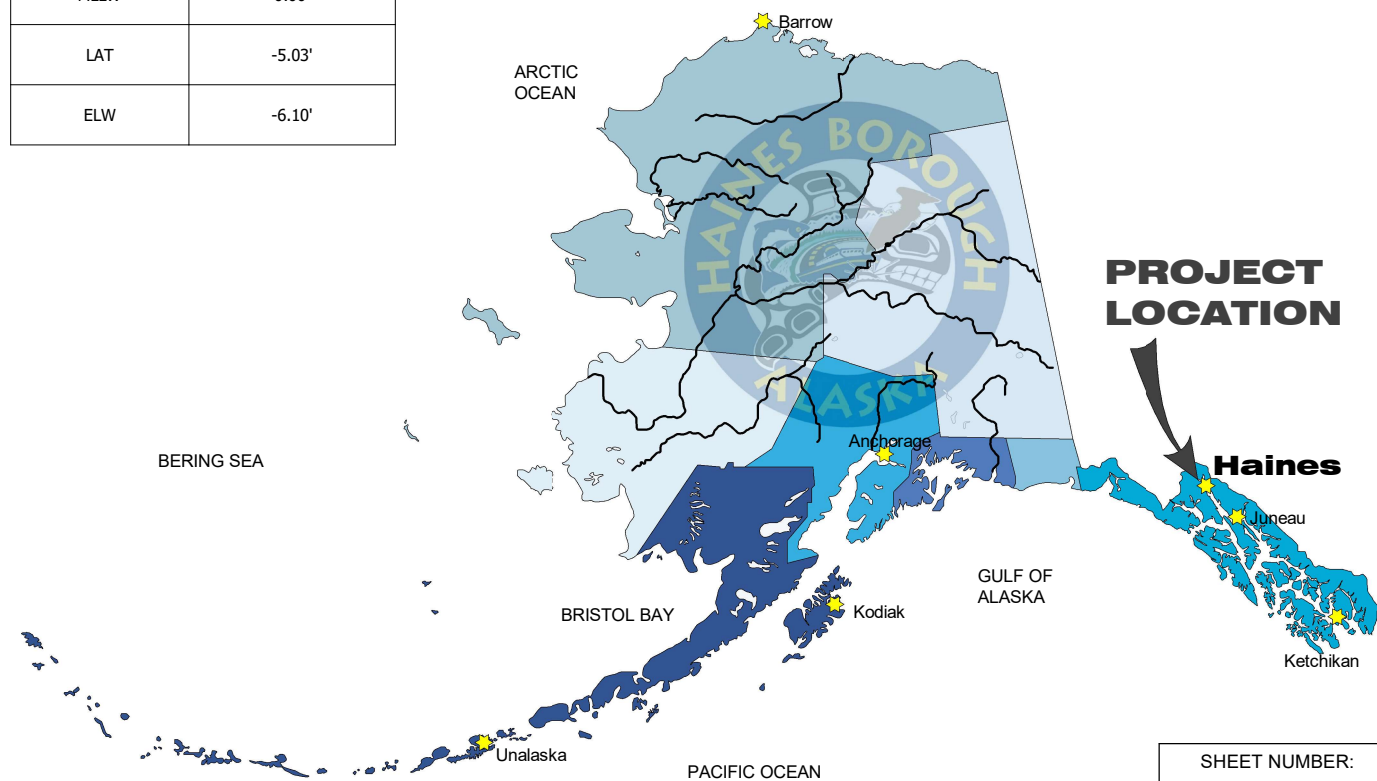 LAT -5.03'
ELW -6.10'
Barrow
ARCTIC
OCEAN
HAINES BOROUGH
ALASKA
PROJECT
LOCATION
Anchorage
BERING SEA
Haines
Juneau
GULF OF
ALASKA
BRISTOL BAY
Kodiak
Ketchikan
Unalaska
PACIFIC OCEAN
SHEET NUMBER: